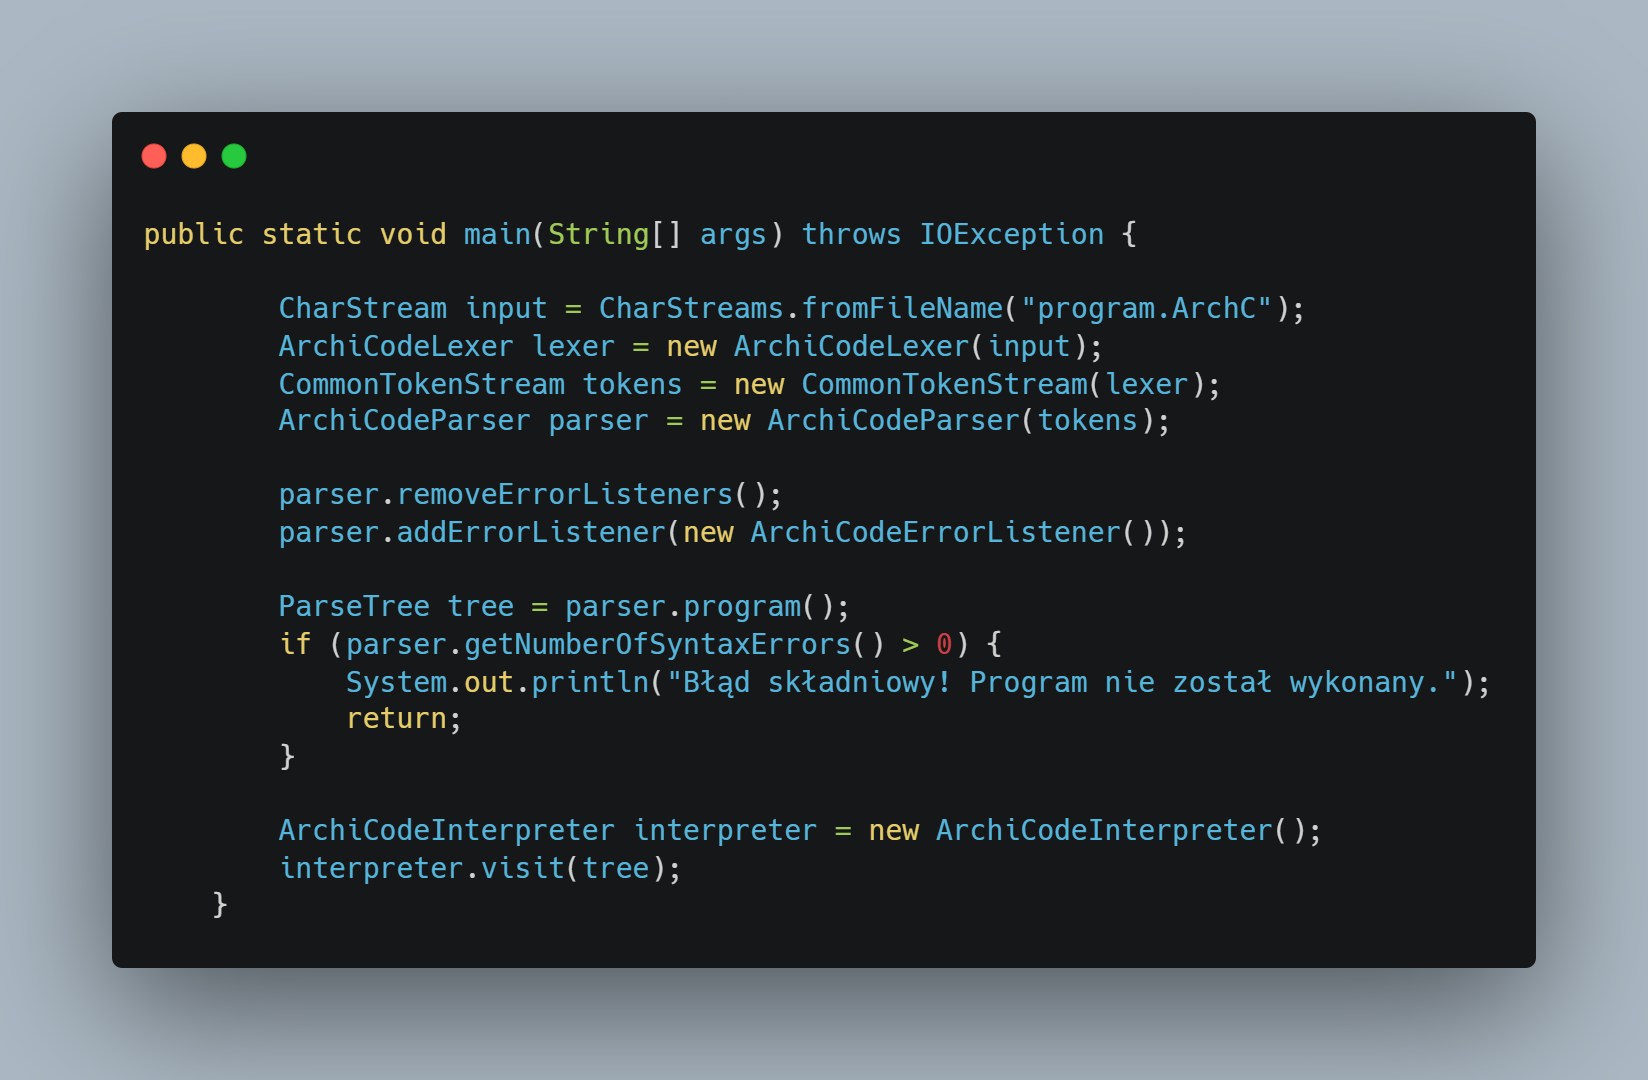 public static void main(String[] args) throws IOException {
CharStream input = CharStreams.fromFileName("program.ArchC");
ArchiCodeLexer lexer = new ArchiCodeLexer(input);
CommonTokenStream tokens = new CommonTokenStream(lexer);
ArchiCodeParser parser = new ArchiCodeParser(tokens);
parser.removeErrorListeners();
parser.addErrorListener(new ArchiCodeErrorListener());
ParseTree tree = parser.program();
if (parser.getNumberOfSyntaxErrors() > 0) {
System.out.println("Błąd składniowy! Program nie został wykonany.");
return;
}
ArchiCodeInterpreter interpreter = new ArchiCodeInterpreter();
interpreter.visit(tree);
}